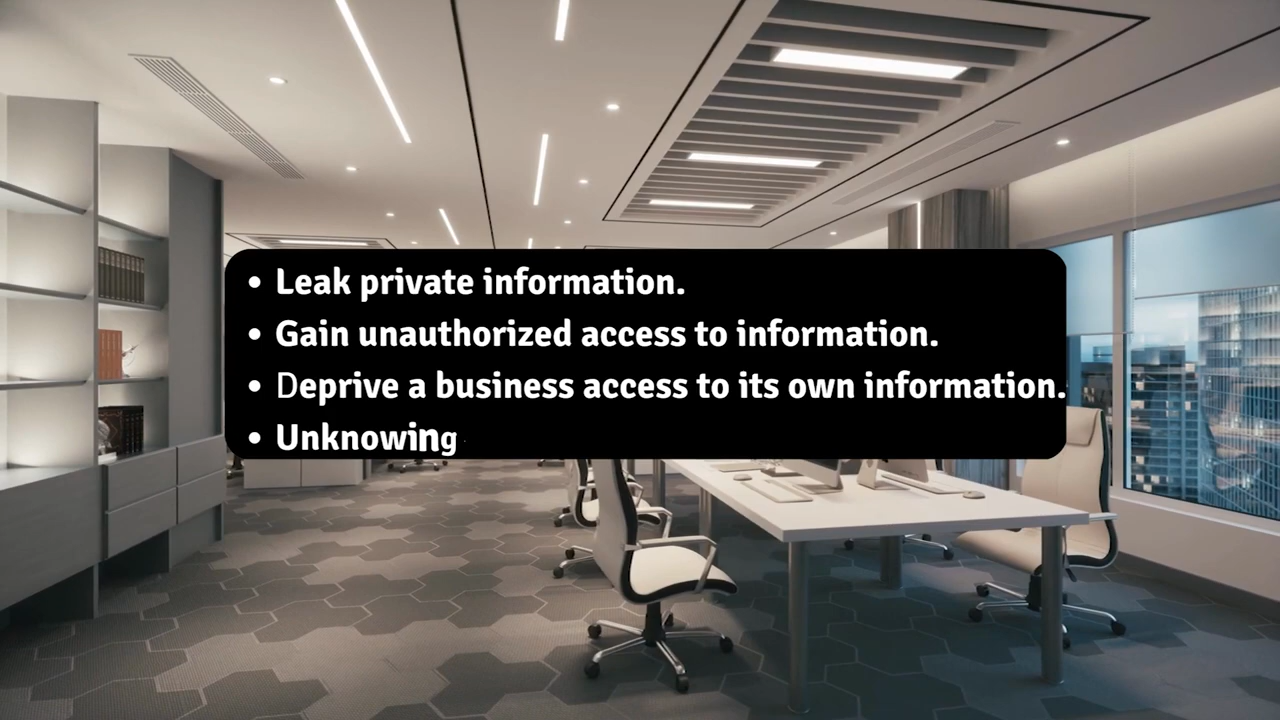 • Leak private information.
• Gain unauthorized access to information.
• Deprive a business access to its own information.
• Unknowing